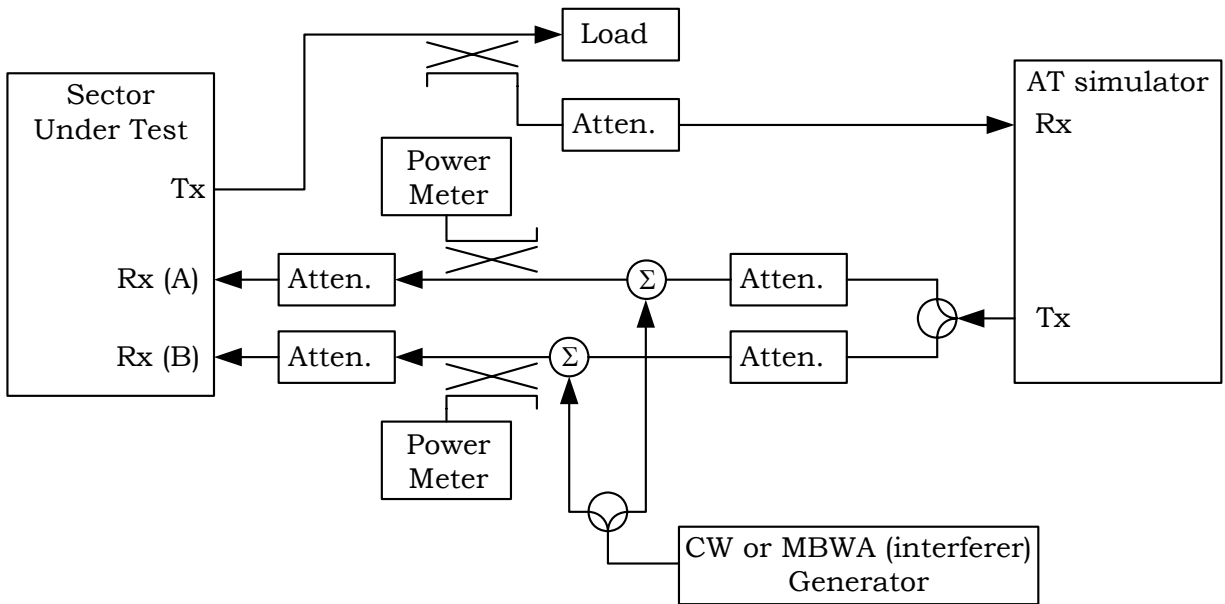 Load
Sector
Under Test
AT simulator
Atten.
Rx
Power
Meter
Tx
Rx (A)
Atten.
Σ
Atten.
Tx
Rx (B)
Atten.
Σ
Atten.
Power
Meter
CW or MBWA (interferer)
Generator